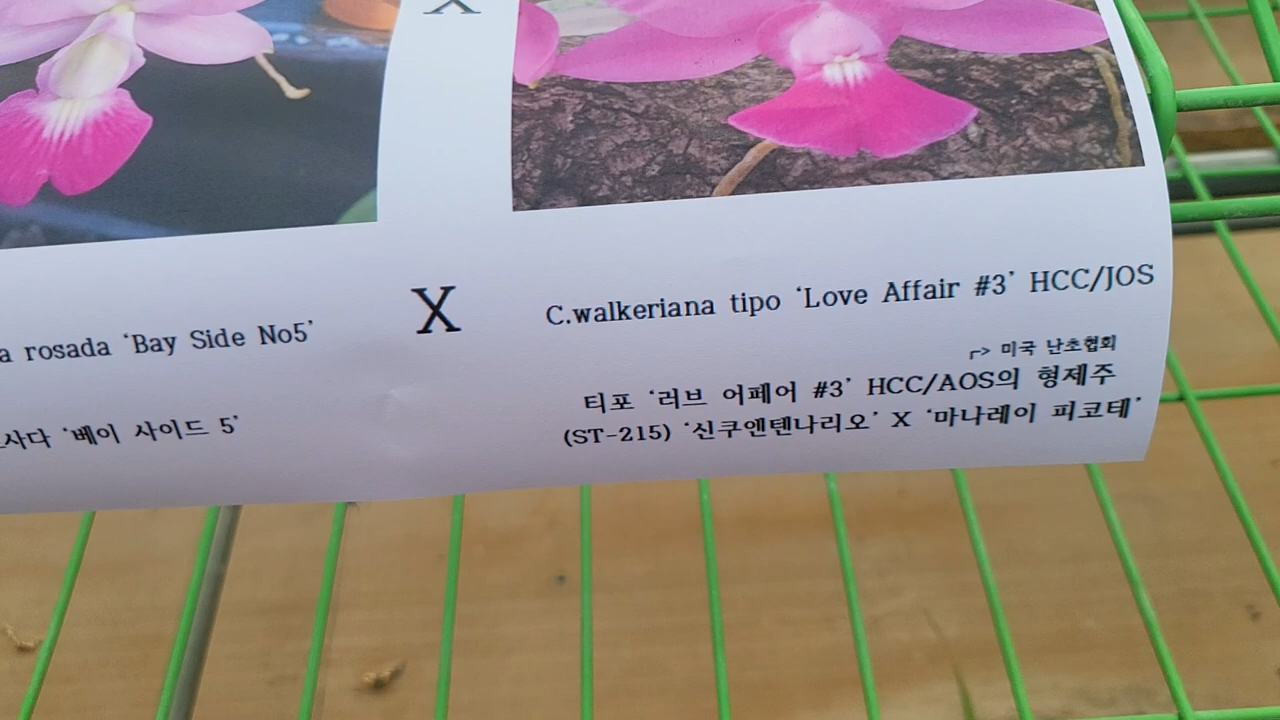 X
a rosada ‘Bay Side No5’
X
C.walkeriana tipo ‘Love Affair #3’ HCC/JOS
┌> 미국 난초협회
사다 ‘베이 사이드 5’
티포 ‘러브 어페어 #3’ HCC/AOS의 형제주
(ST-215) ‘신쿠엔텐나리오’ X ‘마나레이 피코테’